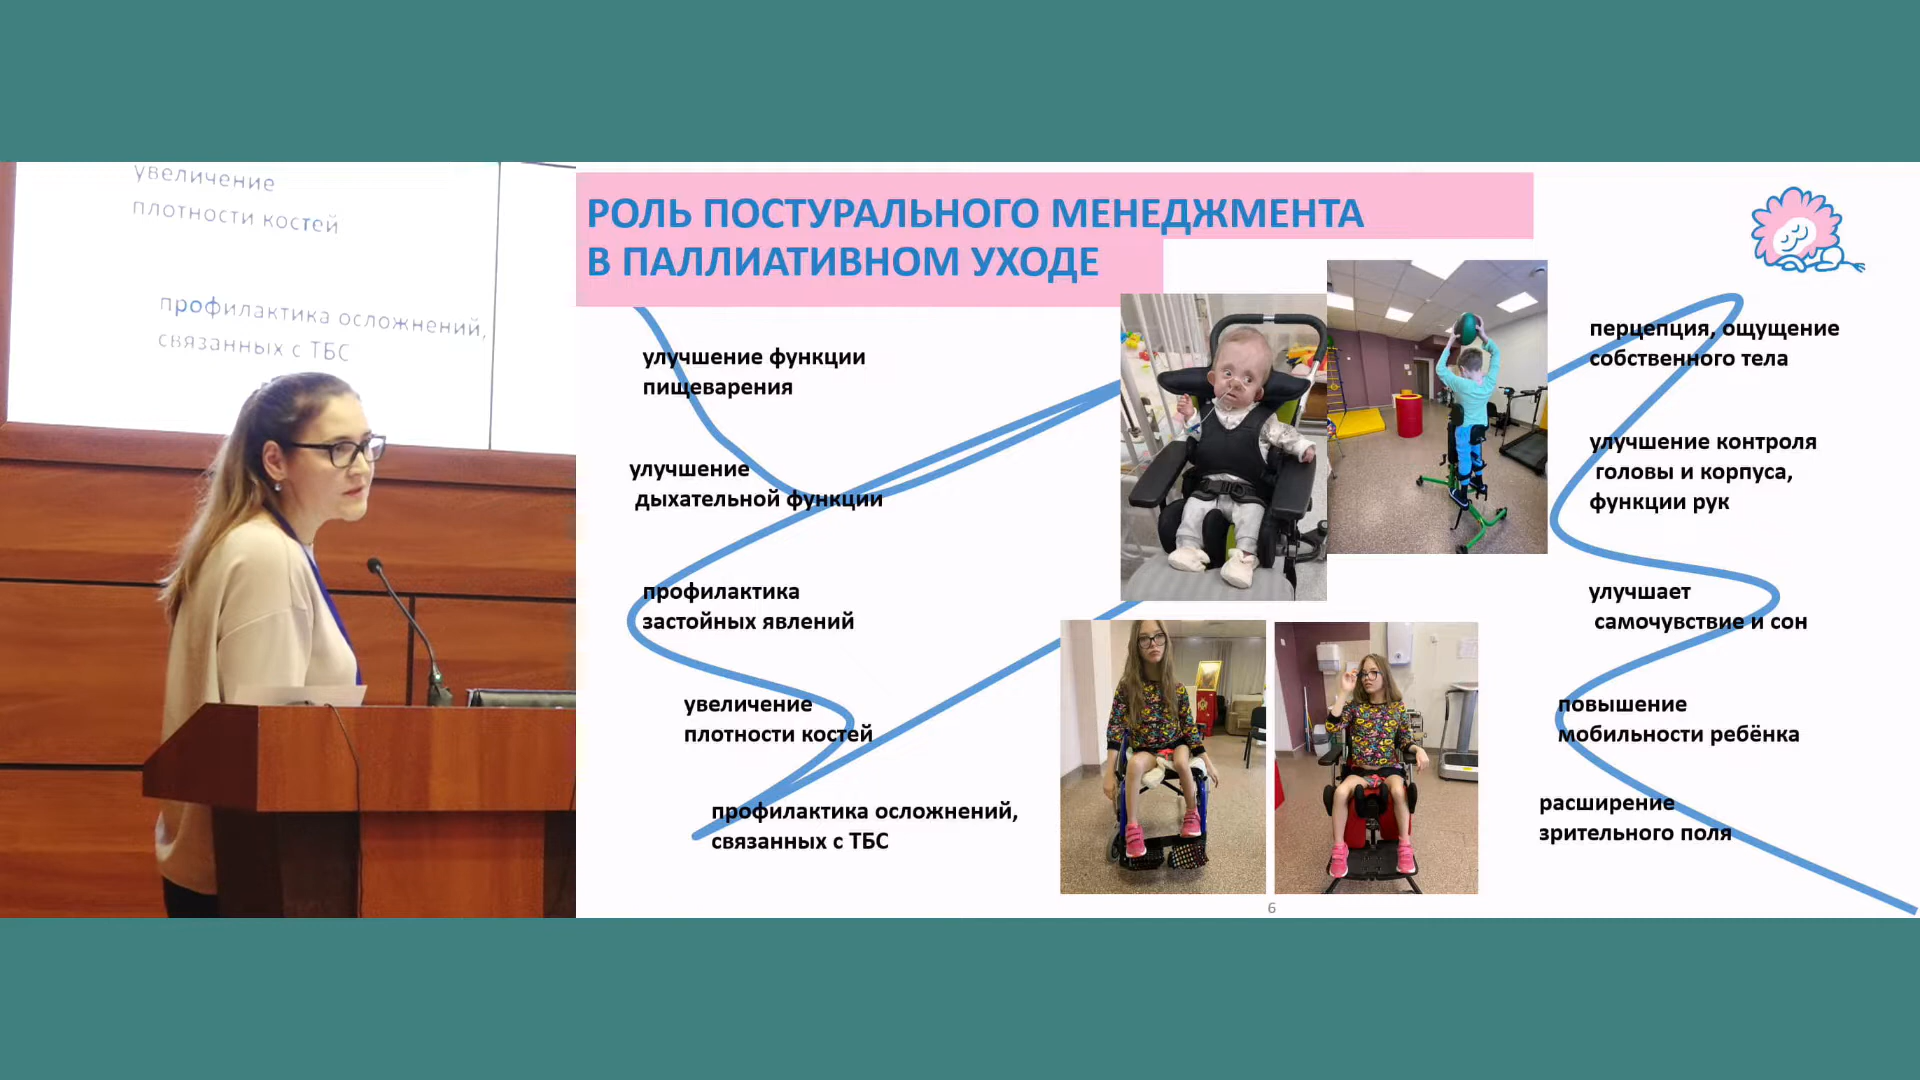 увеличение
плотности костей
профилактика осложнений,
связанных с ТБС
РОЛЬ ПОСТУРАЛЬНОГО МЕНЕДЖМЕНТА
В ПАЛЛИАТИВНОМ УХОДЕ
улучшение функции
пищеварения
улучшение
дыхательной функции
профилактика
застойных явлений
увеличение
плотности костей
профилактика осложнений,
связанных с ТБС
перцепция, ощущение
собственного тела
улучшение контроля
головы и корпуса,
функции рук
улучшает
самочувствие и сон
повышение
мобильности ребёнка
расширение
зрительного поля
6